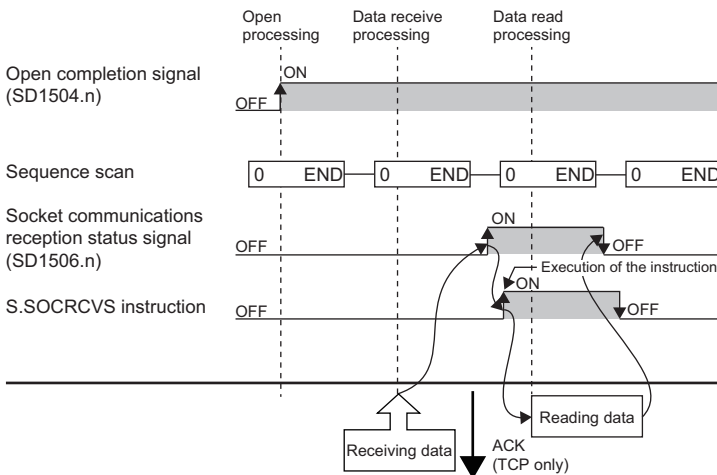 Open
processing
Data receive
processing
Data read
processing
Open completion signal
(SD1504.n)
ON
OFF
Sequence scan
0 END 0 END 0 END 0 END
Socket communications
reception status signal
(SD1506.n)
ON
OFF
OFF
Execution of the instruction
S.SOCRCVS instruction
ON
OFF
OFF
Receiving data
ACK
(TCP only)
Reading data